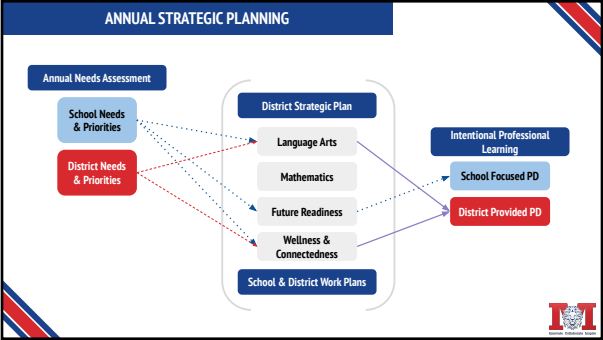 ANNUAL STRATEGIC PLANNING
Annual Needs Assessment
School Needs
& Priorities
District Needs
& Priorities
District Strategic Plan
Language Arts
Mathematics
Future Readiness
Wellness &
Connectedness
School & District Work Plans
Intentional Professional
Learning
School Focused PD
District Provided PD